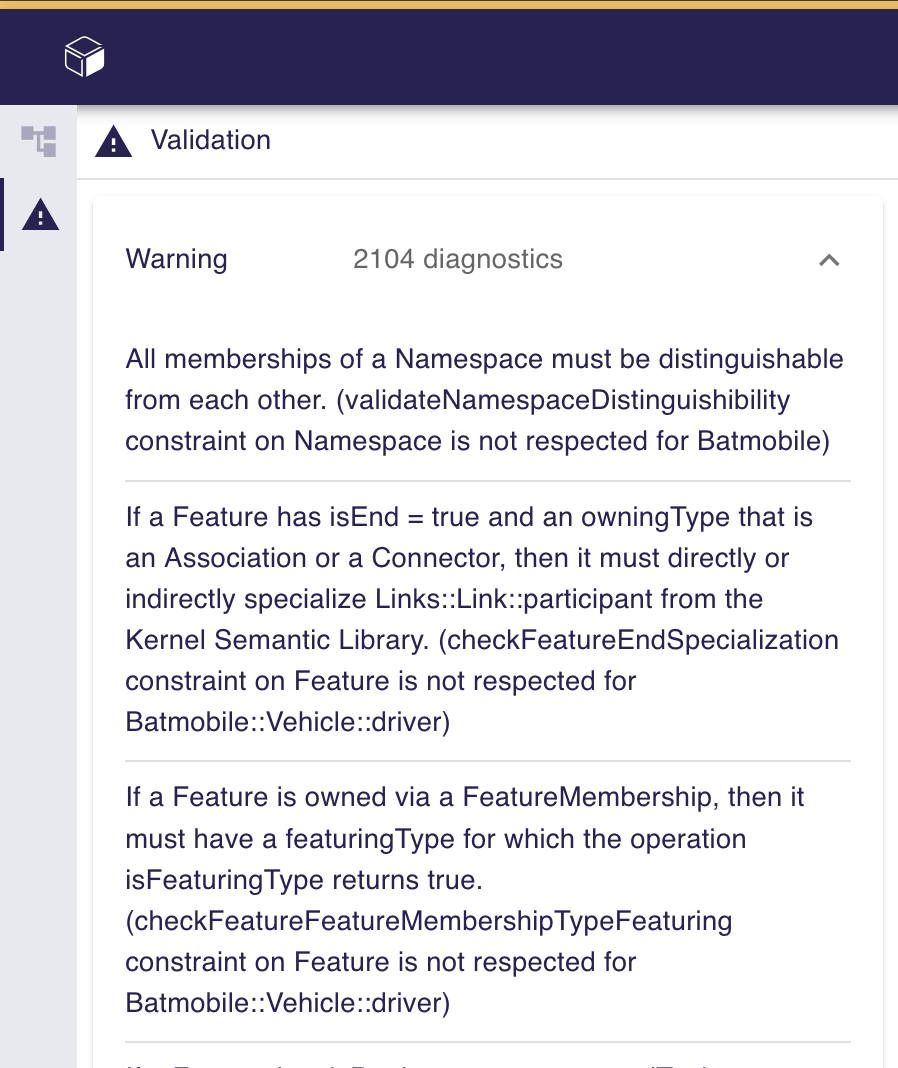 Validation
Warning 2104 diagnostics
All memberships of a Namespace must be distinguishable
from each other. (validateNamespaceDistinguishibility
constraint on Namespace is not respected for Batmobile)
If a Feature has isEnd = true and an owningType that is
an Association or a Connector, then it must directly or
indirectly specialize Links::Link::participant from the
Kernel Semantic Library. (checkFeatureEndSpecialization
constraint on Feature is not respected for
Batmobile::Vehicle::driver)
If a Feature is owned via a FeatureMembership, then it
must have a featuringType for which the operation
isFeaturingType returns true.
(checkFeatureFeatureMembershipTypeFeaturing
constraint on Feature is not respected for
Batmobile::Vehicle::driver)